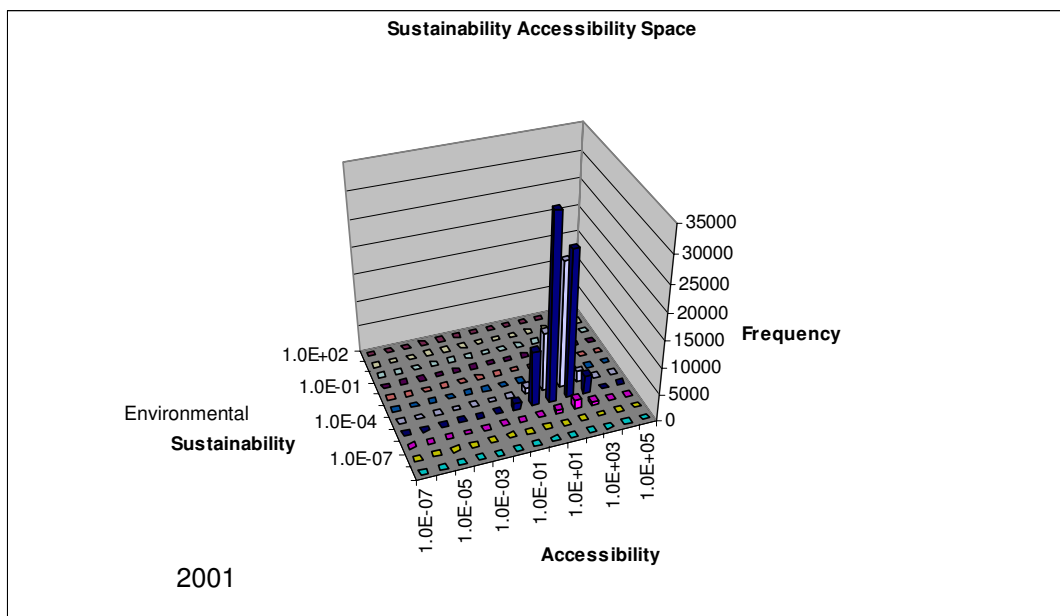 Sustainability Accessibility Space
35000
30000
25000
20000
15000
10000
5000
0
Frequency
1.0E+02
1.0E-01
1.0E-04
1.0E-07
Environmental
Sustainability
1.0E-07
1.0E-05
1.0E-03
1.0E-01
1.0E+01
1.0E+03
1.0E+05
Accessibility
2001